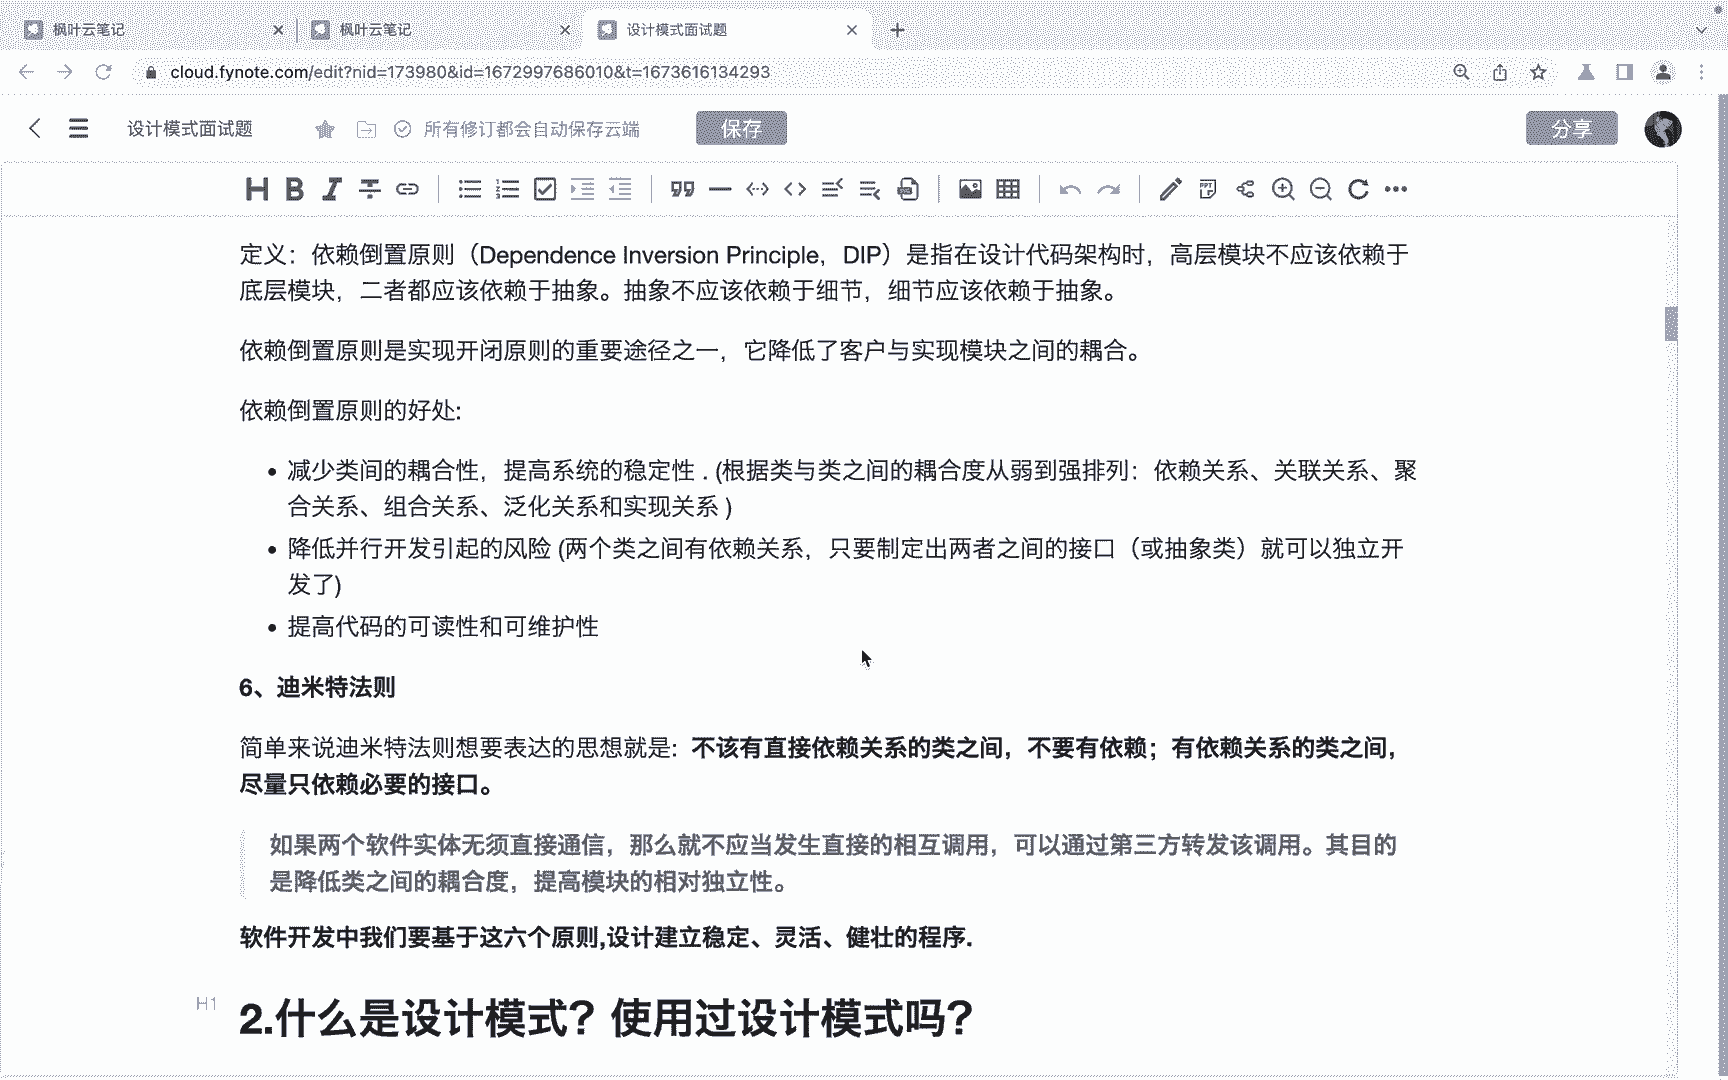 枫叶云笔记
枫叶云笔记
设计模式面试题
cloud.fynote.com/edit?nid=173980&id=1672997686010&t=1673616134293
设计模式面试题
所有修订都会自动保存云端
保存
分享
定义：依赖倒置原则（Dependence Inversion Principle，DIP）是指在设计代码架构时，高层模块不应该依赖于
底层模块，二者都应该依赖于抽象。抽象不应该依赖于细节，细节应该依赖于抽象。
依赖倒置原则是实现开闭原则的重要途径之一，它降低了客户与实现模块之间的耦合。
依赖倒置原则的好处:
• 减少类间的耦合性，提高系统的稳定性 . (根据类与类之间的耦合度从弱到强排列：依赖关系、关联关系、聚
合关系、组合关系、泛化关系和实现关系 )
• 降低并行开发引起的风险 (两个类之间有依赖关系，只要制定出两者之间的接口（或抽象类）就可以独立开
发了)
• 提高代码的可读性和可维护性
6、迪米特法则
简单来说迪米特法则想要表达的思想就是: 不该有直接依赖关系的类之间，不要有依赖；有依赖关系的类之间，
尽量只依赖必要的接口。
如果两个软件实体无须直接通信，那么就不应当发生直接的相互调用，可以通过第三方转发该调用。其目的
是降低类之间的耦合度，提高模块的相对独立性。
软件开发中我们要基于这六个原则,设计建立稳定、灵活、健壮的程序.
H1
2.什么是设计模式？使用过设计模式吗？